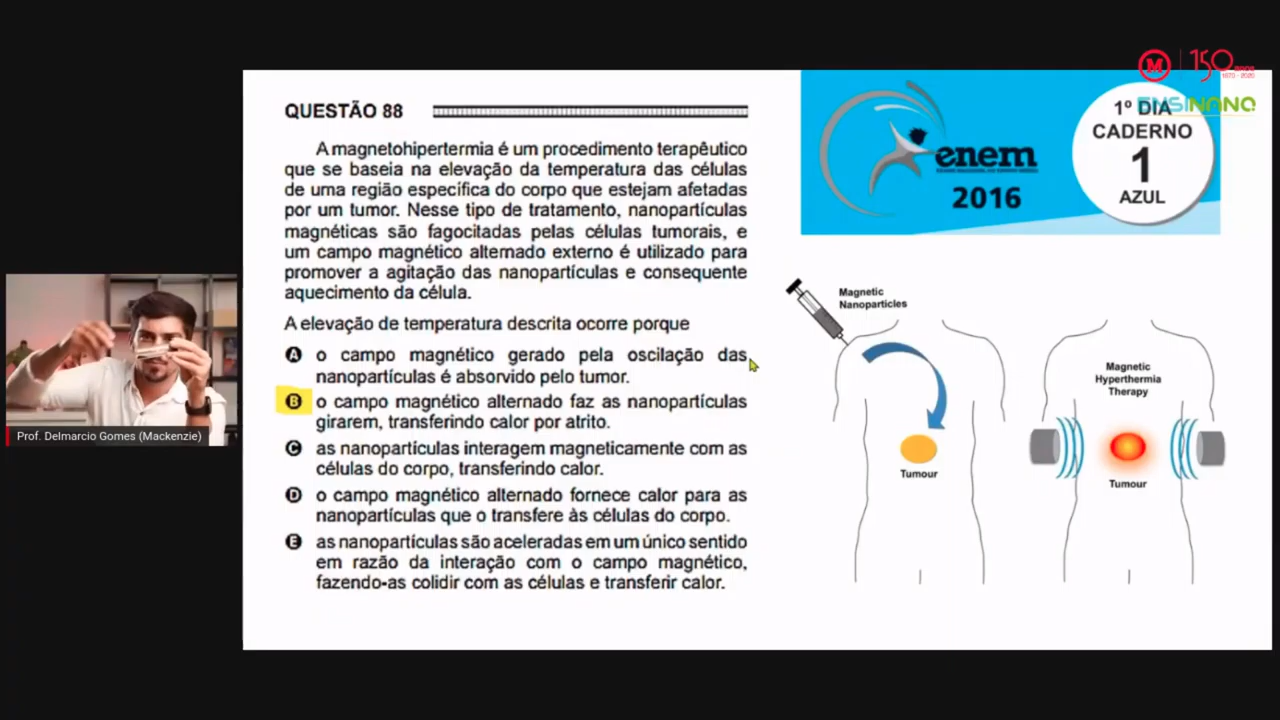 QUESTÃO 88
A magnetohipertermia é um procedimento terapêutico
que se baseia na elevação da temperatura das células
de uma região específica do corpo que estejam afetadas
por um tumor. Nesse tipo de tratamento, nanopartículas
magnéticas são fagocitadas pelas células tumorais, e
um campo magnético alternado externo é utilizado para
promover a agitação das nanopartículas e consequente
aquecimento da célula.
A elevação de temperatura descrita ocorre porque
A o campo magnético gerado pela oscilação das
nanopartículas é absorvido pelo tumor.
B o campo magnético alternado faz as nanopartículas
girarem, transferindo calor por atrito.
C as nanopartículas interagem magneticamente com as
células do corpo, transferindo calor.
D o campo magnético alternado fornece calor para as
nanopartículas que o transfere às células do corpo.
E as nanopartículas são aceleradas em um único sentido
em razão da interação com o campo magnético,
fazendo-as colidir com as células e transferir calor.
enem
2016
1º DIA
CADERNO
1
AZUL
M
150
1870 - 2020
ENSINANO
Magnetic
Nanoparticles
Tumour
Magnetic
Hyperthermia
Therapy
Tumour
Prof. Delmarcio Gomes (Mackenzie)